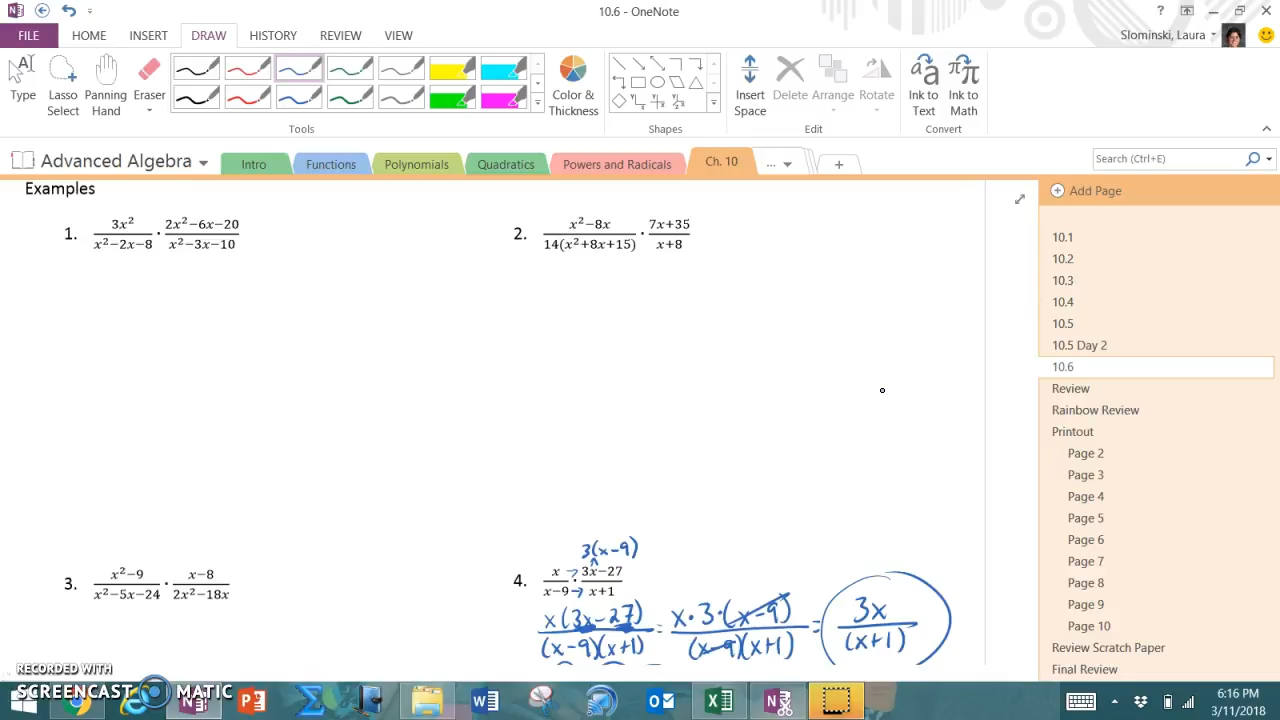 10.6 - OneNote
FILE HOME INSERT DRAW HISTORY REVIEW VIEW
Slominski, Laura
Type Lasso Select Panning Hand Eraser
Color & Thickness
Insert Space Delete Arrange Rotate
Ink to Text Ink to Math
Tools Shapes Edit Convert
Advanced Algebra Intro Functions Polynomials Quadratics Powers and Radicals Ch. 10 ... +
Search (Ctrl+E)
Add Page
10.1
10.2
10.3
10.4
10.5
10.5 Day 2
10.6
Review
Rainbow Review
Printout
Page 2
Page 3
Page 4
Page 5
Page 6
Page 7
Page 8
Page 9
Page 10
Review Scratch Paper
Final Review
Examples
1. 3x²/(x²−2x−8) · (2x²−6x−20)/(x²−3x−10)
2. (x²−8x)/14(x²+8x+15) · (7x+35)/(x+8)
3. (x²−9)/(x²−5x−24) · (x−8)/(2x²−18x)
3(x-9)
4. x/(x−9) · (3x−27)/(x+1)
x(3x-27)/(x-9)(x+1) = x·3·(x-9)/(x-9)(x+1) = 3x/(x+1)
RECORDED WITH
SCREENCAST MATIC
6:16 PM
3/11/2018